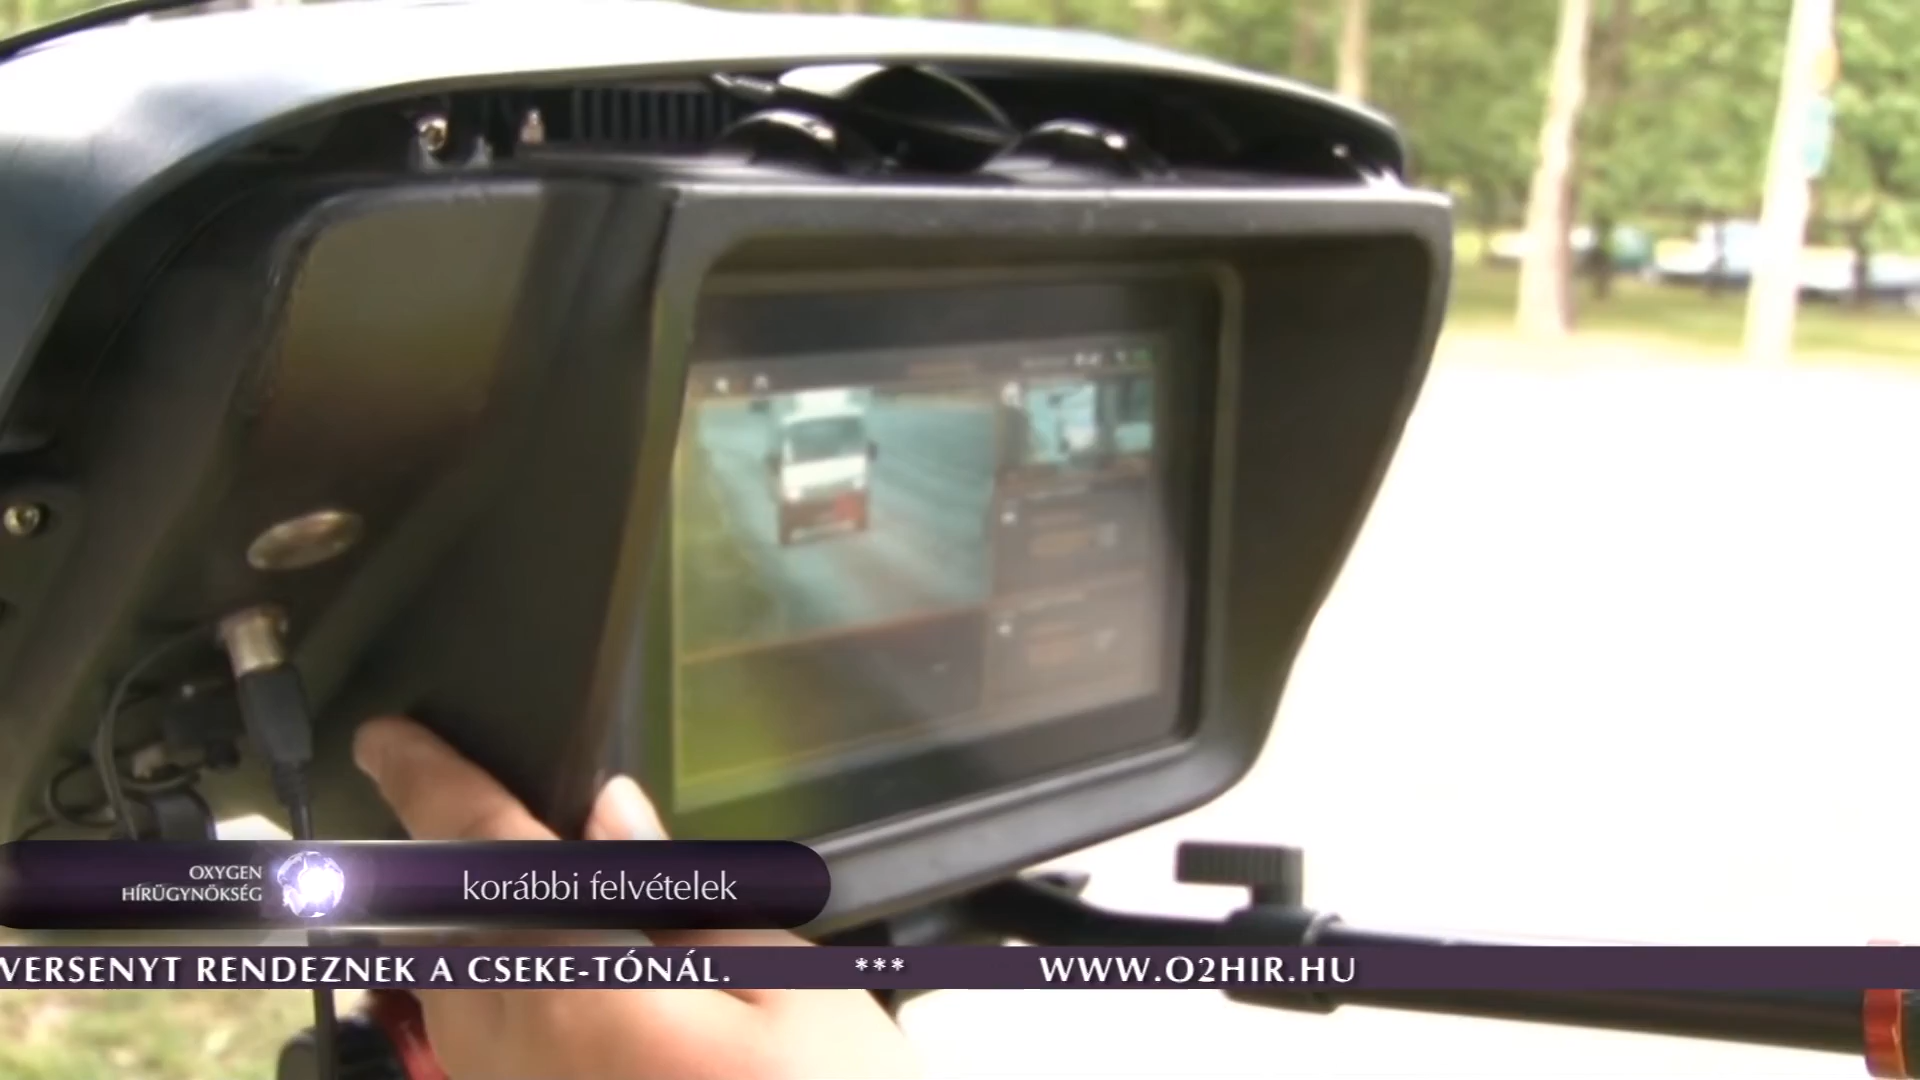 OXYGEN
HÍRÜGYNÖKSÉG
korábbi felvételek
VERSENYT RENDEZNEK A CSEKE-TÓNÁL. *** WWW.O2HIR.HU